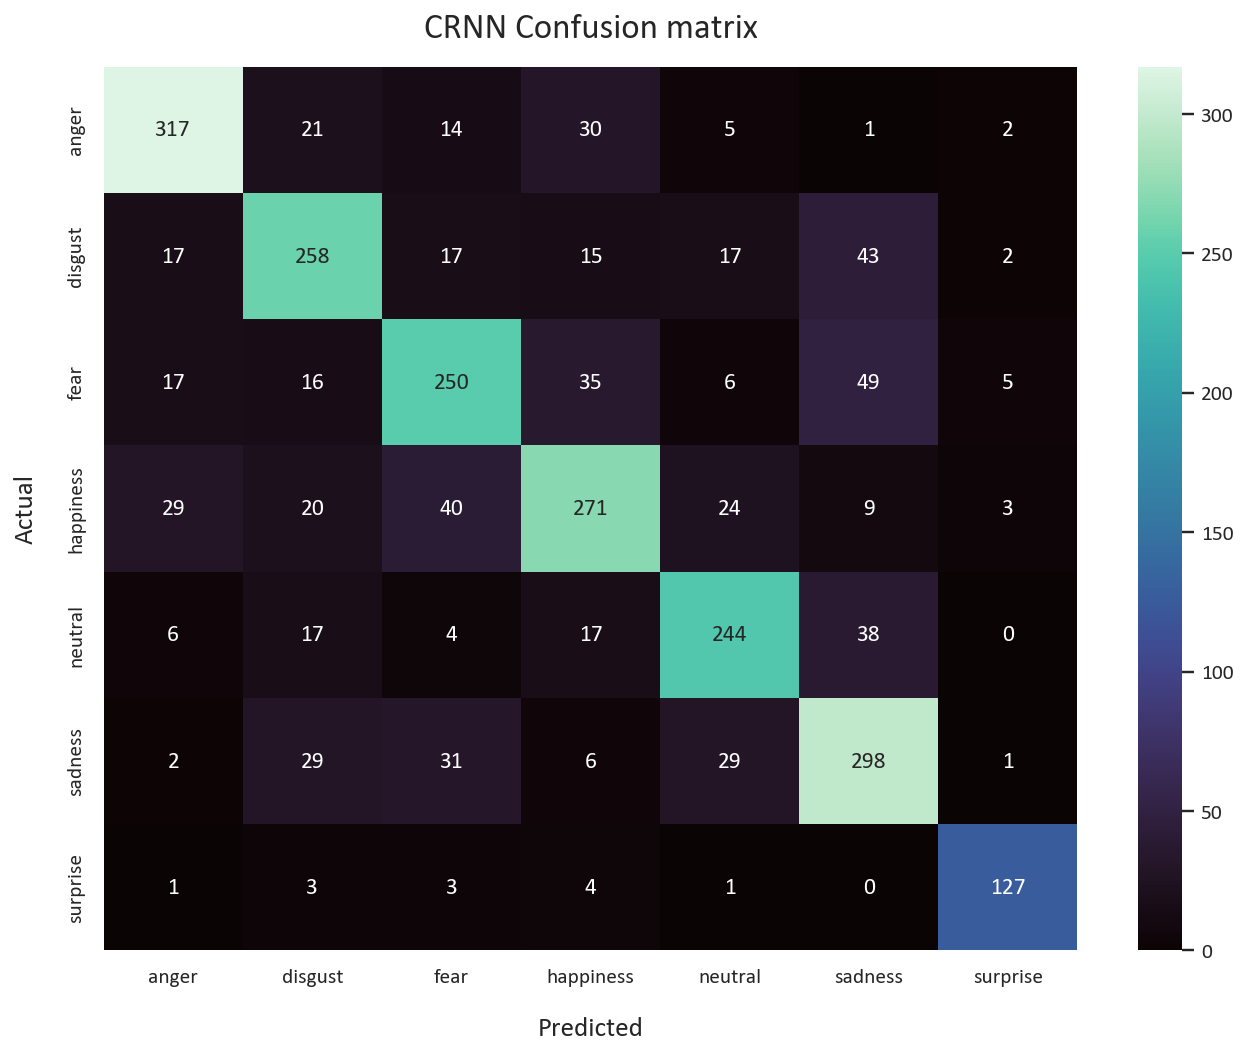 CRNN Confusion matrix
Actual
anger 317 21 14 30 5 1 2
disgust 17 258 17 15 17 43 2
fear 17 16 250 35 6 49 5
happiness 29 20 40 271 24 9 3
neutral 6 17 4 17 244 38 0
sadness 2 29 31 6 29 298 1
surprise 1 3 3 4 1 0 127
anger disgust fear happiness neutral sadness surprise
Predicted
300
250
200
150
100
50
0